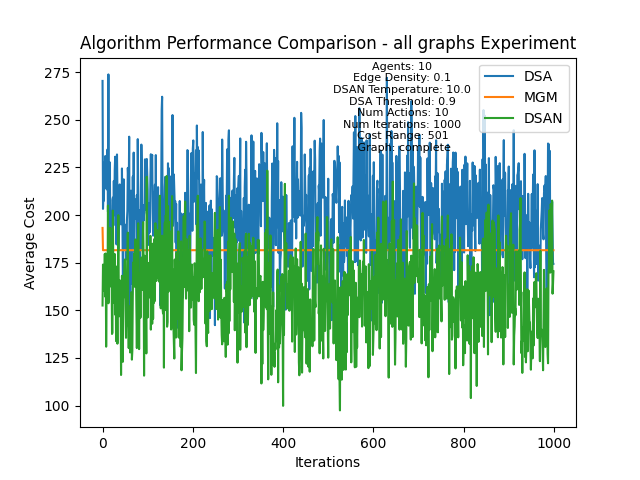 Algorithm Performance Comparison - all graphs Experiment
Agents: 10
Edge Density: 0.1
DSAN Temperature: 10.0
DSA Threshold: 0.9
Num Actions: 10
Num Iterations: 1000
Cost Range: 501
Graph: complete
DSA
MGM
DSAN
Average Cost
275
250
225
200
175
150
125
100
0 200 400 600 800 1000
Iterations